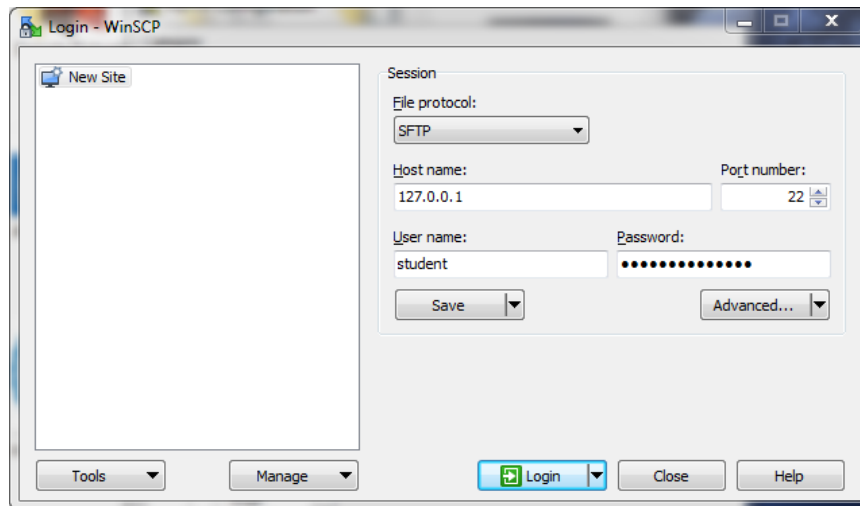 Login - WinSCP
New Site
Session
File protocol:
SFTP
Host name:
Port number:
127.0.0.1
22
User name:
Password:
student
●●●●●●●●●●●●●●
Save
Advanced...
Tools
Manage
Login
Close
Help